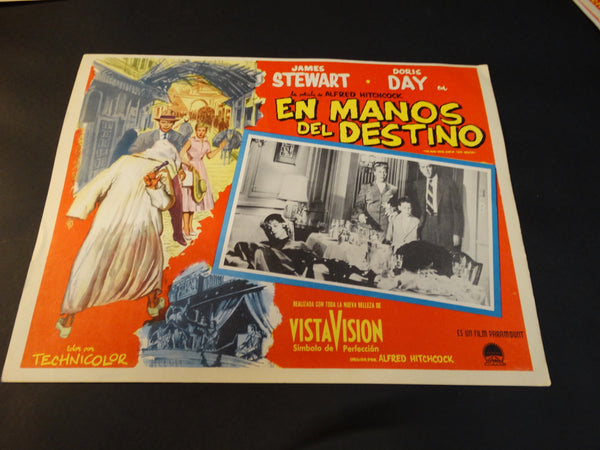 JAMES STEWART · DORIS DAY en
La película de ALFRED HITCHCOCK
EN MANOS
DEL DESTINO
REALIZADA CON TODA LA NUEVA BELLEZA DE
VISTAVISION
Símbolo de Perfección
DIRIGIDA POR ALFRED HITCHCOCK
ES UN FILM PARAMOUNT
Color por
TECHNICOLOR